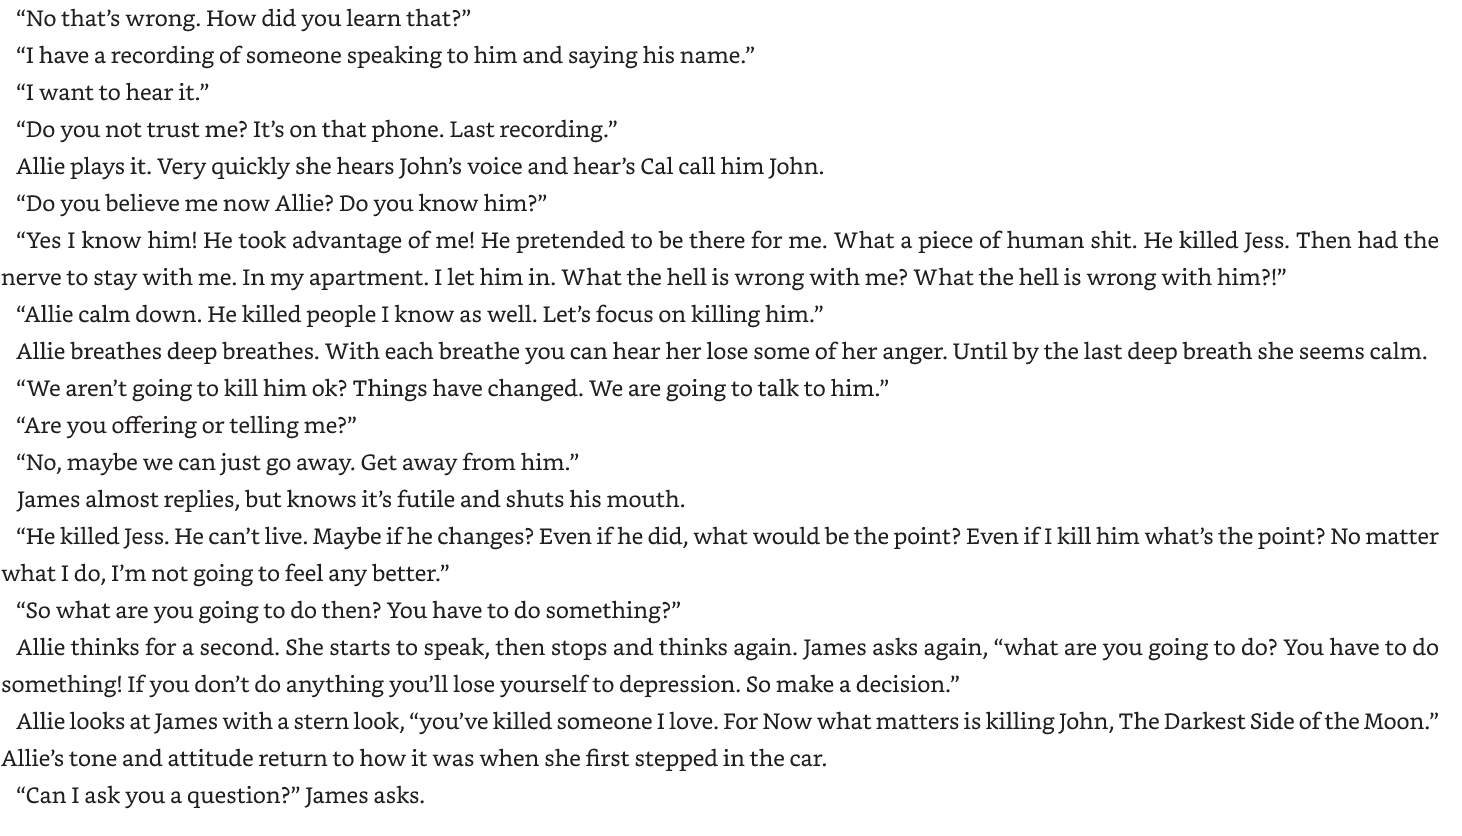 “No that’s wrong. How did you learn that?”
“I have a recording of someone speaking to him and saying his name.”
“I want to hear it.”
“Do you not trust me? It’s on that phone. Last recording.”
Allie plays it. Very quickly she hears John’s voice and hear’s Cal call him John.
“Do you believe me now Allie? Do you know him?”
“Yes I know him! He took advantage of me! He pretended to be there for me. What a piece of human shit. He killed Jess. Then had the
nerve to stay with me. In my apartment. I let him in. What the hell is wrong with me? What the hell is wrong with him?!”
“Allie calm down. He killed people I know as well. Let’s focus on killing him.”
Allie breathes deep breathes. With each breathe you can hear her lose some of her anger. Until by the last deep breath she seems calm.
“We aren’t going to kill him ok? Things have changed. We are going to talk to him.”
“Are you offering or telling me?”
“No, maybe we can just go away. Get away from him.”
James almost replies, but knows it’s futile and shuts his mouth.
“He killed Jess. He can’t live. Maybe if he changes? Even if he did, what would be the point? Even if I kill him what’s the point? No matter
what I do, I’m not going to feel any better.”
“So what are you going to do then? You have to do something?”
Allie thinks for a second. She starts to speak, then stops and thinks again. James asks again, “what are you going to do? You have to do
something! If you don’t do anything you’ll lose yourself to depression. So make a decision.”
Allie looks at James with a stern look, “you’ve killed someone I love. For Now what matters is killing John, The Darkest Side of the Moon.”
Allie’s tone and attitude return to how it was when she first stepped in the car.
“Can I ask you a question?” James asks.